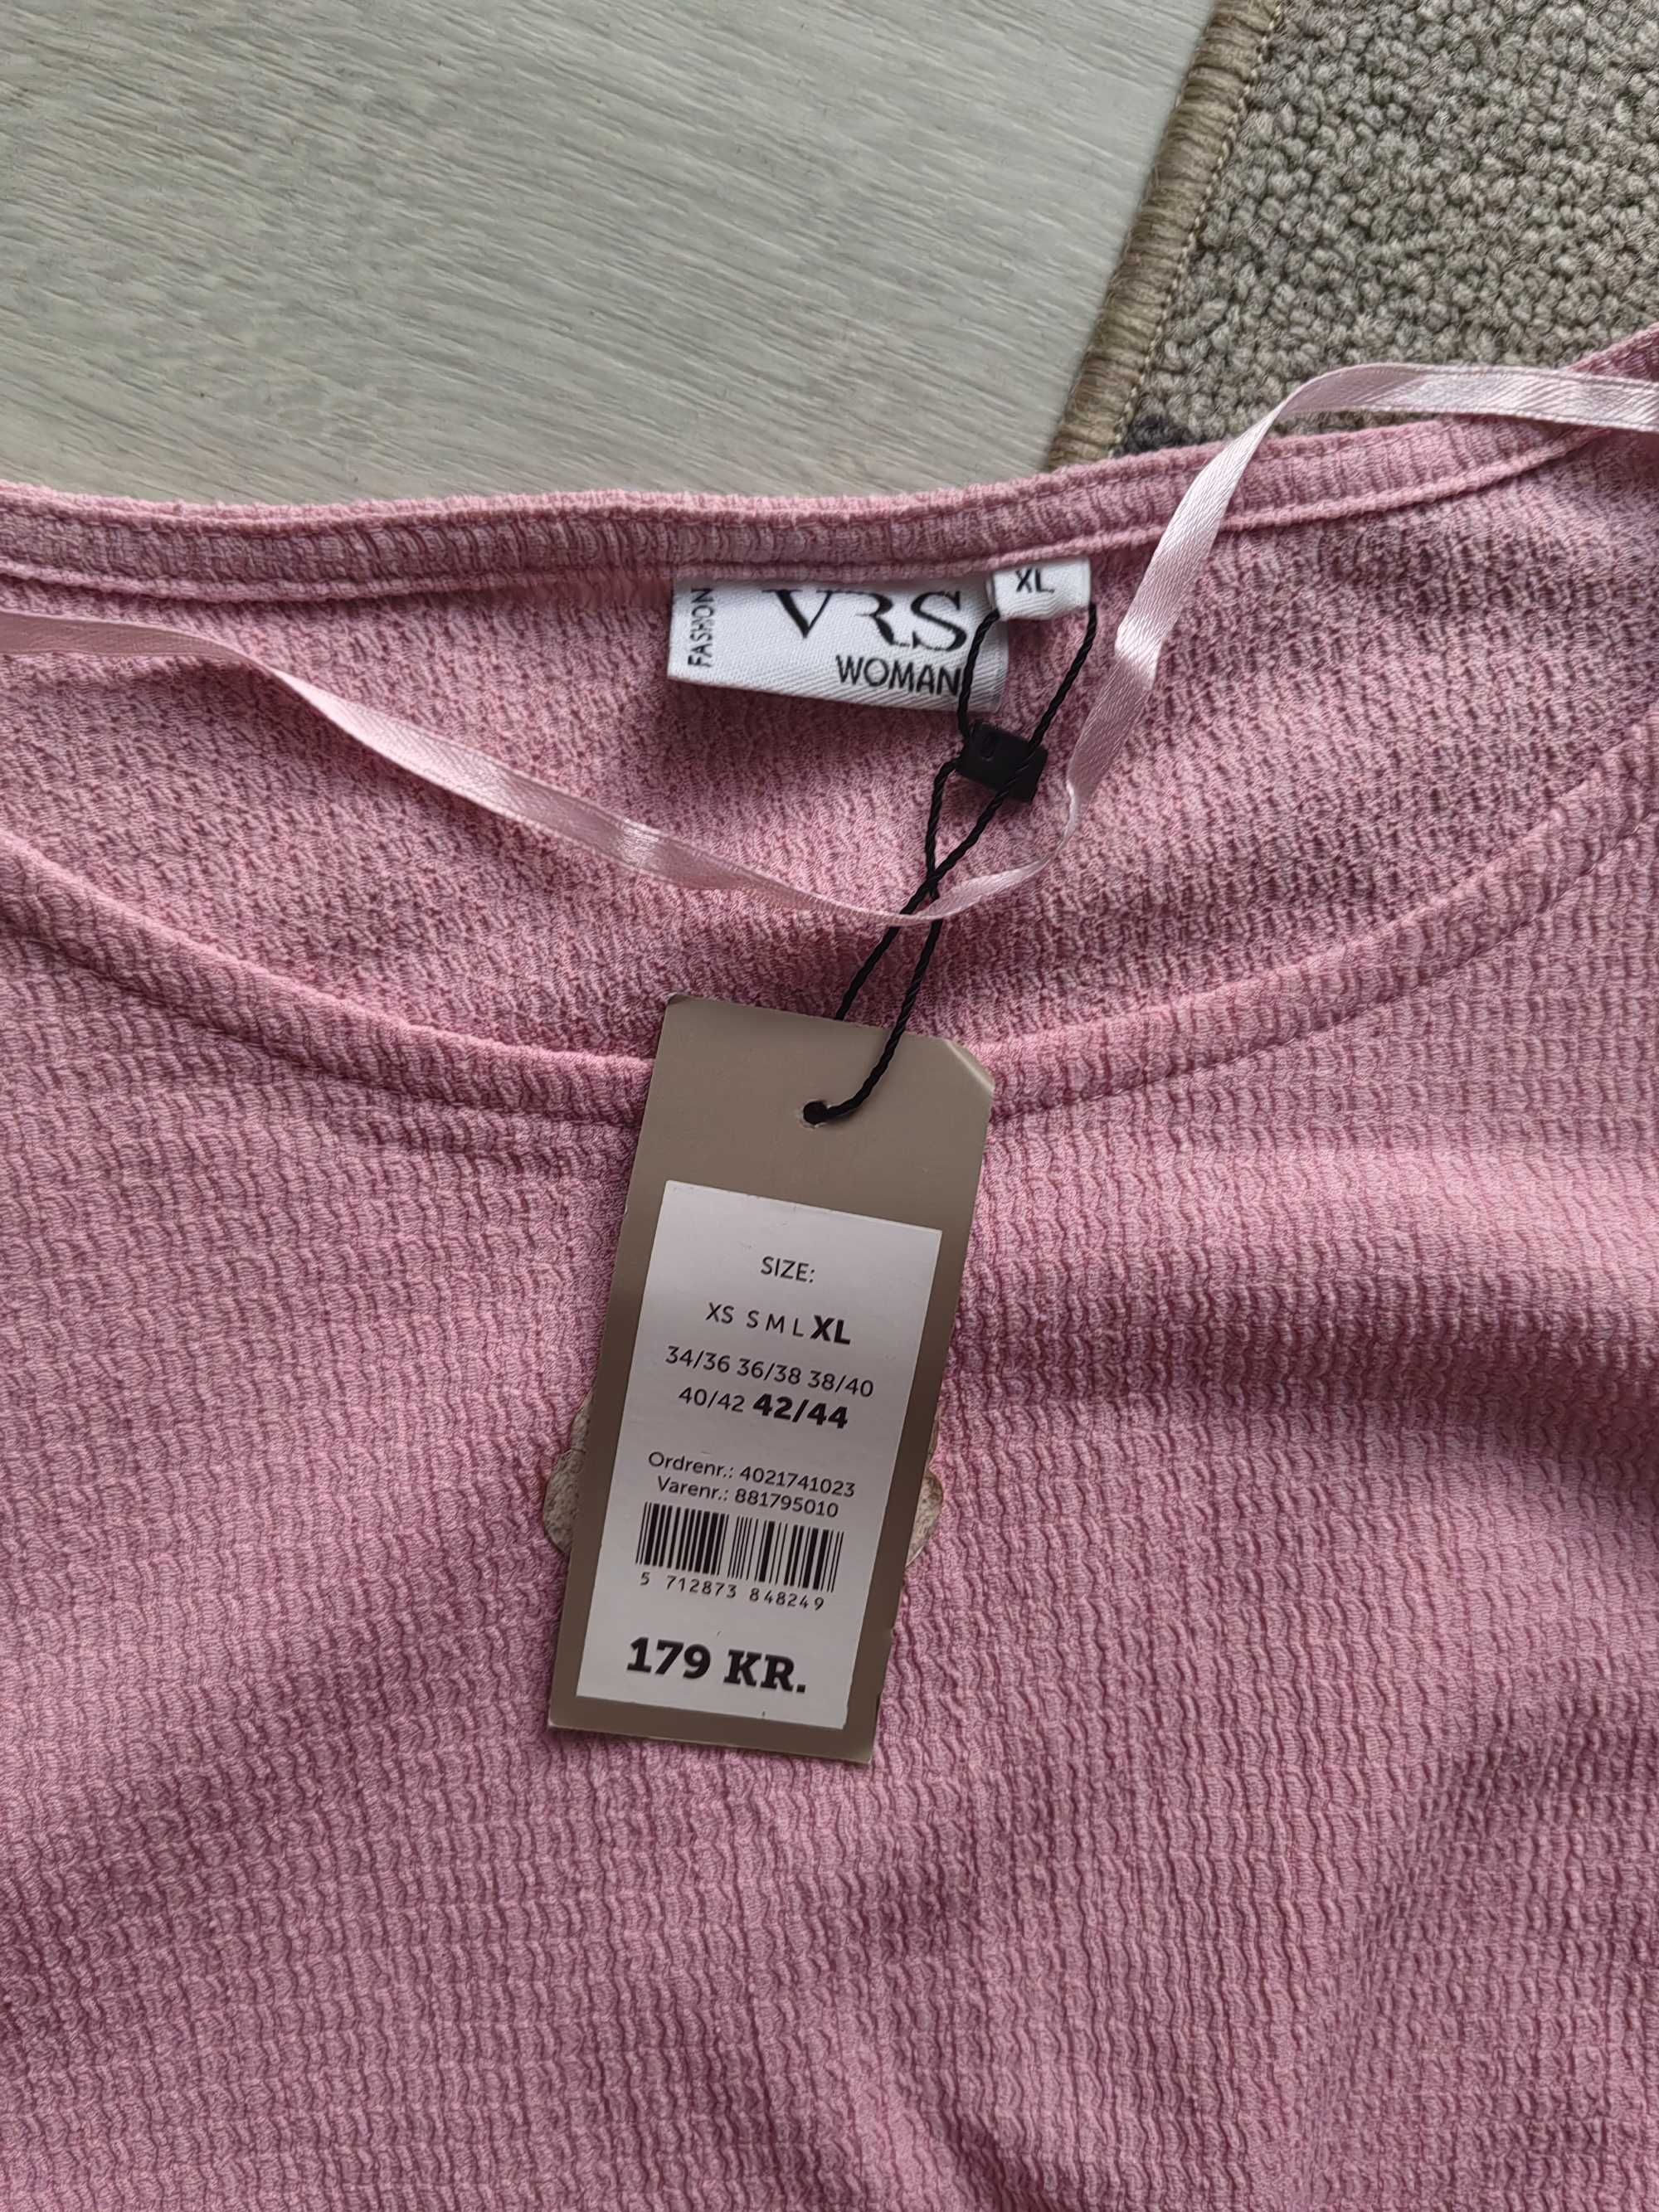 FASHION
VRS
WOMAN
XL
SIZE:
XS S M L XL
34/36 36/38 38/40
40/42 42/44
Ordrenr.: 4021741023
Varenr.: 881795010
5 712873 848249
179 KR.